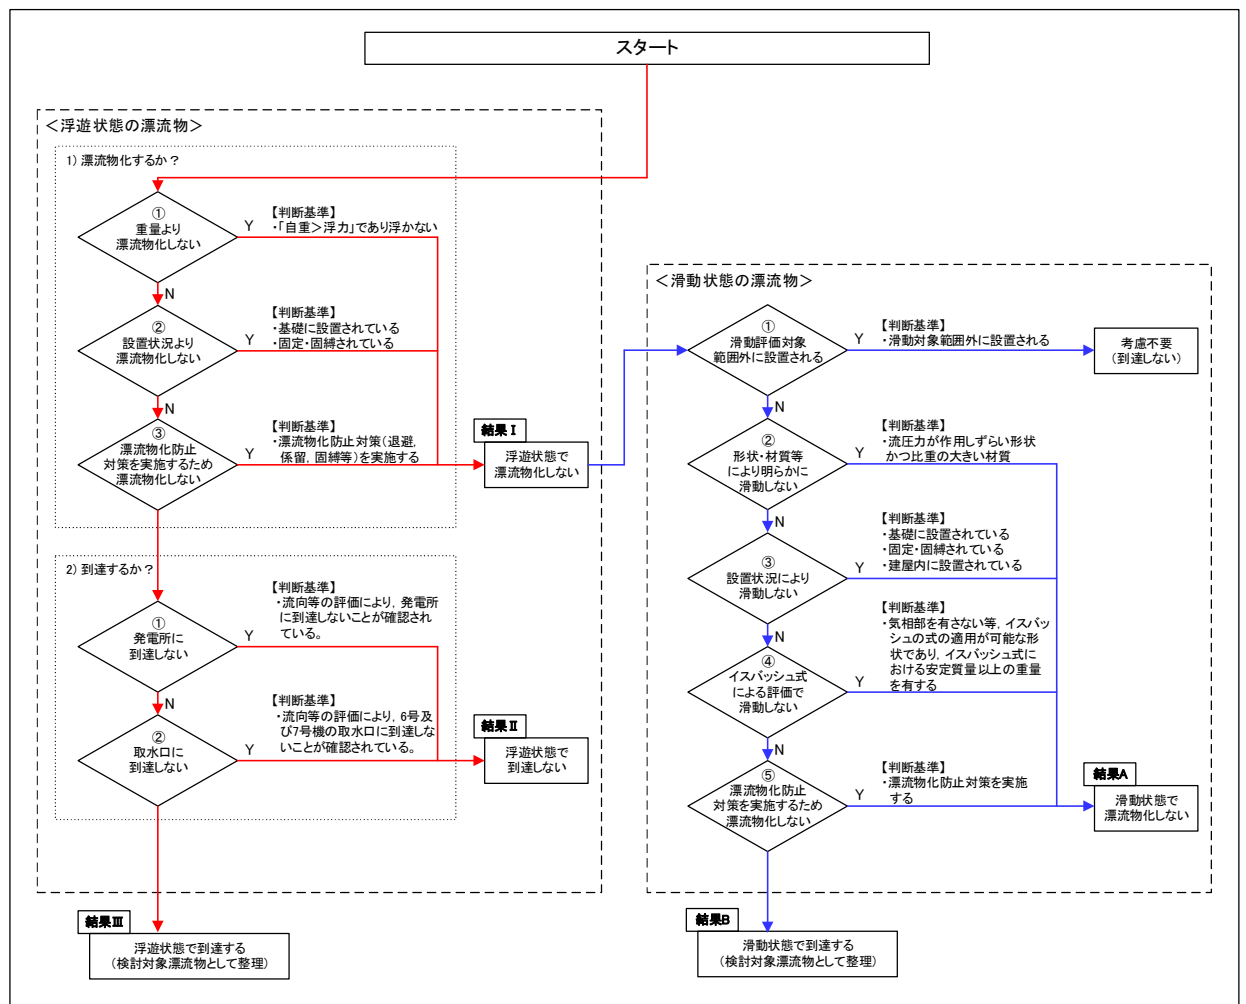 スタート
＜浮遊状態の漂流物＞
1) 漂流物化するか？
①
重量より
漂流物化しない
Y
【判断基準】
・「自重＞浮力」であり浮かない
N
②
設置状況より
漂流物化しない
Y
【判断基準】
・基礎に設置されている
・固定・固縛されている
N
③
漂流物化防止
対策を実施するため
漂流物化しない
Y
【判断基準】
・漂流物化防止対策（退避，
係留，固縛等）を実施する
結果Ⅰ
浮遊状態で
漂流物化しない
2) 到達するか？
①
発電所に
到達しない
Y
【判断基準】
・流向等の評価により，発電所
に到達しないことが確認され
ている。
N
②
取水口に
到達しない
Y
【判断基準】
・流向等の評価により，6号及
び7号機の取水口に到達しな
いことが確認されている。
結果Ⅱ
浮遊状態で
到達しない
結果Ⅲ
浮遊状態で到達する
（検討対象漂流物として整理）
＜滑動状態の漂流物＞
①
滑動評価対象
範囲外に設置される
Y
【判断基準】
・滑動対象範囲外に設置される
考慮不要
（到達しない）
N
②
形状・材質等
により明らかに
滑動しない
Y
【判断基準】
・流圧力が作用しずらい形状
かつ比重の大きい材質
N
③
設置状況により
滑動しない
Y
【判断基準】
・基礎に設置されている
・固定・固縛されている
・建屋内に設置されている
N
④
イスバッシュ式
による評価で
滑動しない
Y
【判断基準】
・気相部を有さない等，イスバッ
シュの式の適用が可能な形
状であり，イスバッシュ式に
おける安定質量以上の重量
を有する
N
⑤
漂流物化防止
対策を実施するため
漂流物化しない
Y
【判断基準】
・漂流物化防止対策を実施
する
結果A
滑動状態で
漂流物化しない
結果B
滑動状態で到達する
（検討対象漂流物として整理）